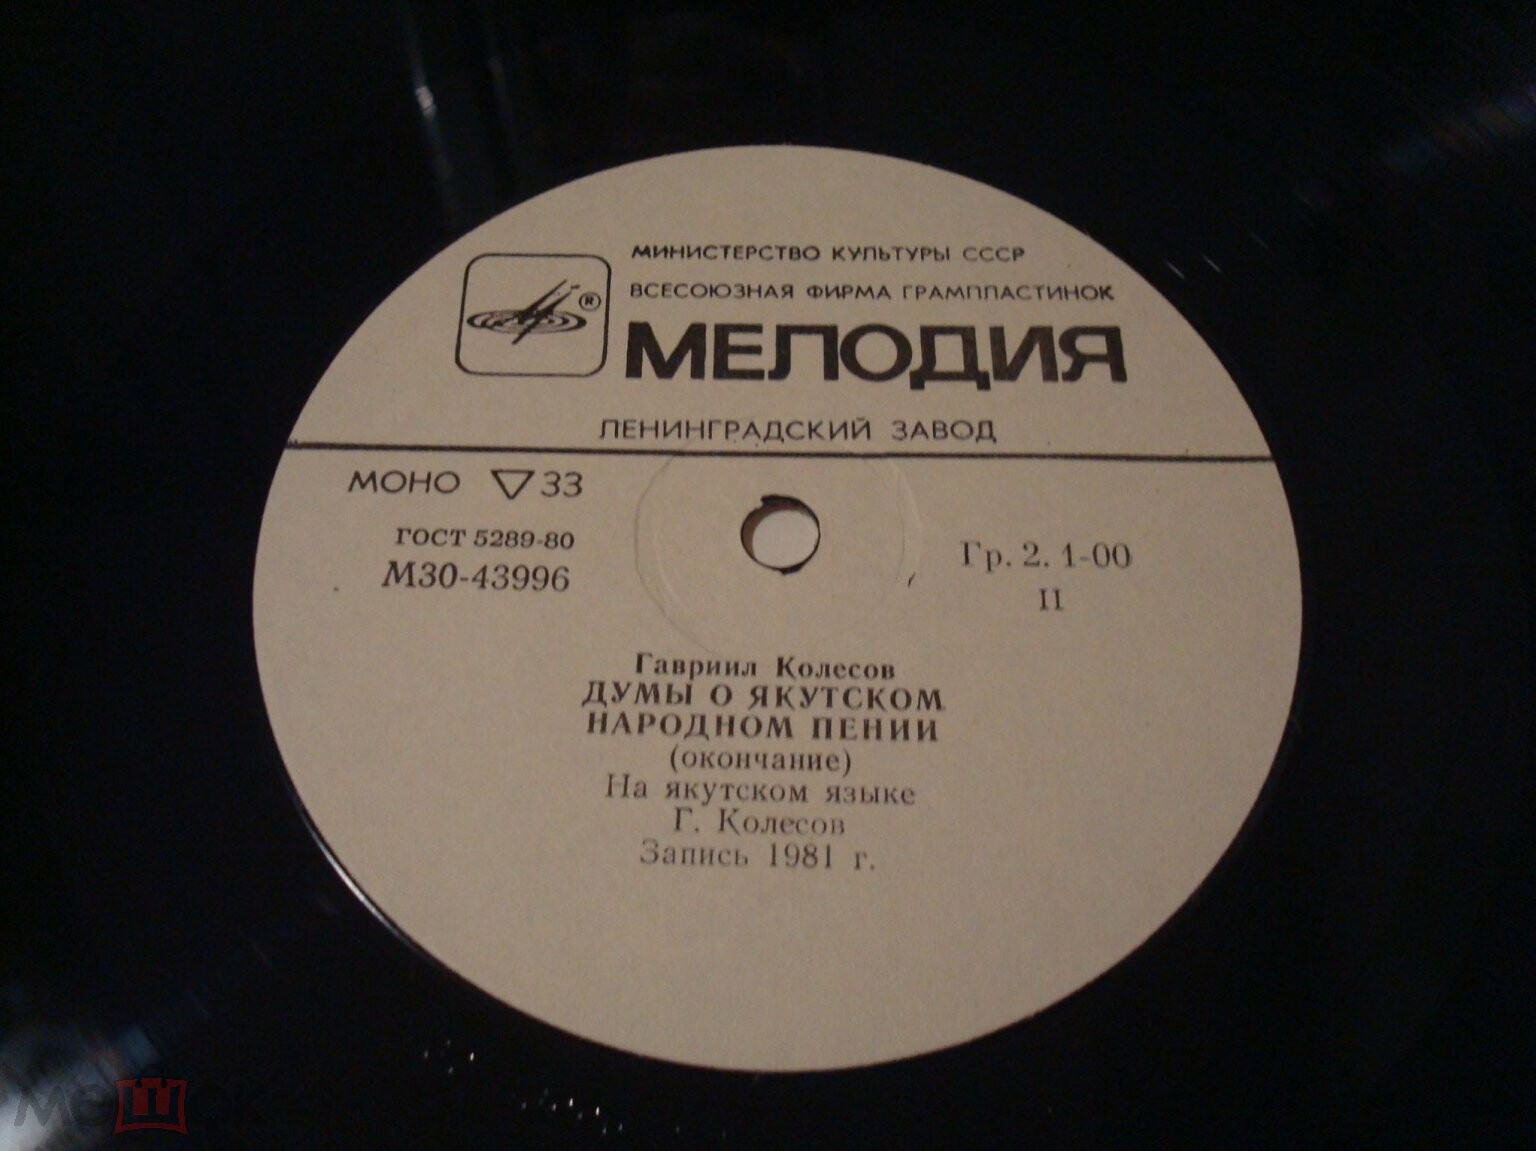 МИНИСТЕРСТВО КУЛЬТУРЫ СССР
ВСЕСОЮЗНАЯ ФИРМА ГРАМПЛАСТИНОК
®
МЕЛОДИЯ
ЛЕНИНГРАДСКИЙ ЗАВОД
МОНО ▽ 33
ГОСТ 5289-80
М30-43996
Гр. 2. 1-00
II
Гавриил Колесов
ДУМЫ О ЯКУТСКОМ
НАРОДНОМ ПЕНИИ
(окончание)
На якутском языке
Г. Колесов
Запись 1981 г.
мешок